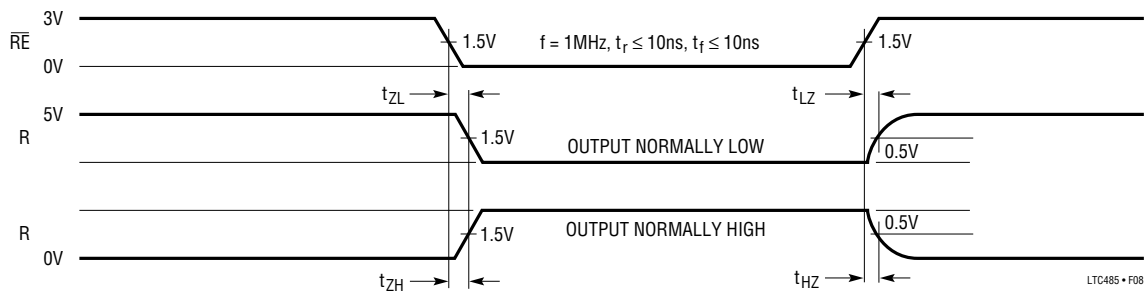 3V
RE
1.5V
f = 1MHz, tr ≤ 10ns, tf ≤ 10ns
1.5V
0V
tZL
tLZ
5V
R
1.5V
OUTPUT NORMALLY LOW
0.5V
R
1.5V
OUTPUT NORMALLY HIGH
0.5V
0V
tZH
tHZ
LTC485 • F08